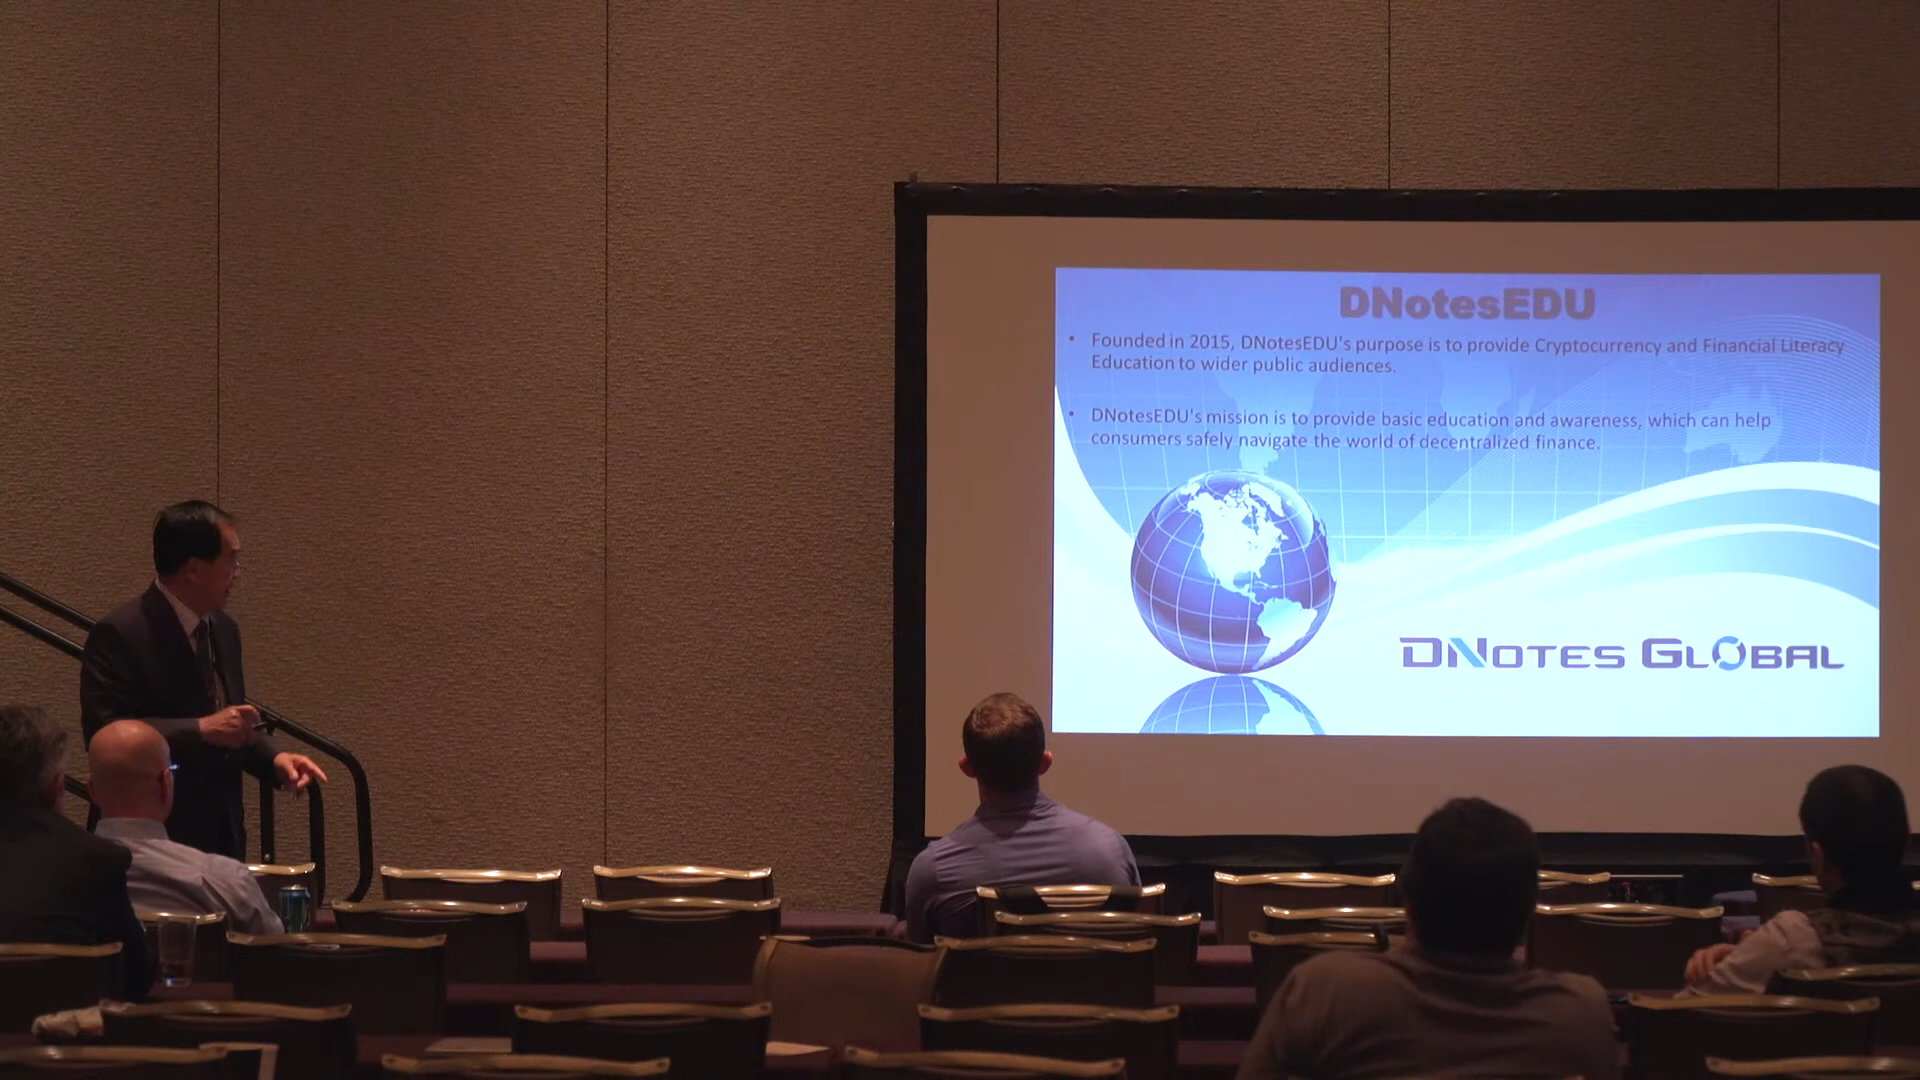 DNotesEDU
• Founded in 2015, DNotesEDU's purpose is to provide Cryptocurrency and Financial Literacy
Education to wider public audiences.
• DNotesEDU's mission is to provide basic education and awareness, which can help
consumers safely navigate the world of decentralized finance.
DNOTES GLOBAL